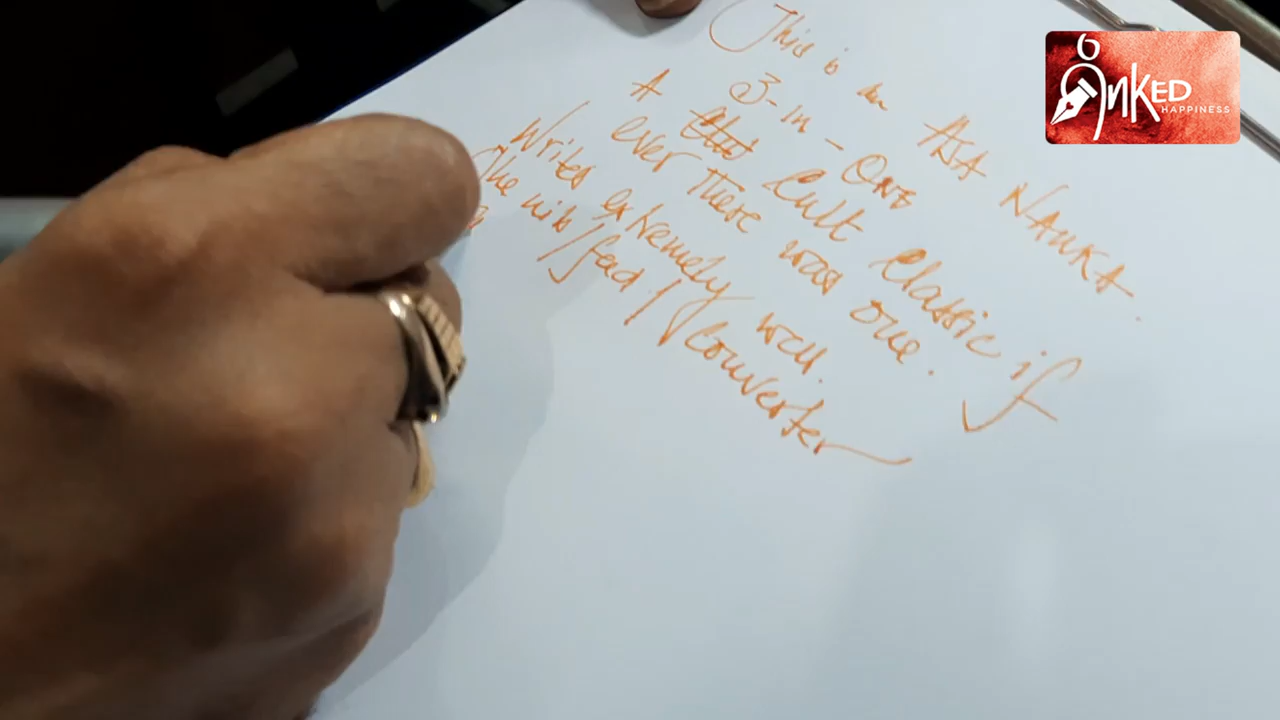 This is an ASA NAUKA.
3-in-One
A Cult Classic if
ever these was one.
Writes extremely well.
The nib/feed/converter
INKED
HAPPINESS